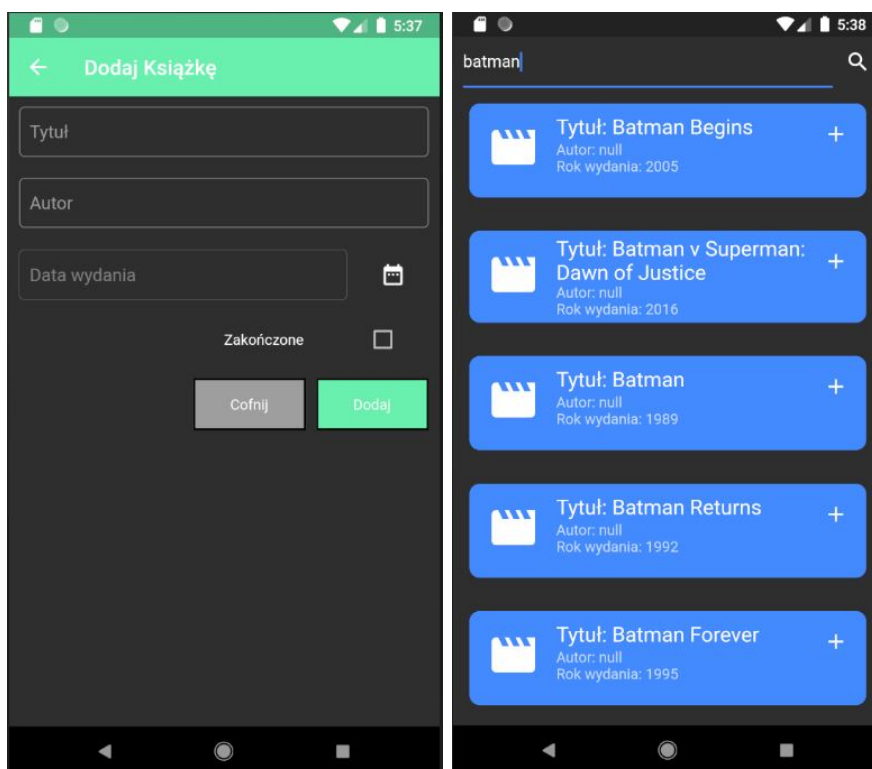 5:37
Dodaj Książkę
Tytuł
Autor
Data wydania
Zakończone
Cofnij
Dodaj
5:38
batman
Tytuł: Batman Begins
Autor: null
Rok wydania: 2005
Tytuł: Batman v Superman:
Dawn of Justice
Autor: null
Rok wydania: 2016
Tytuł: Batman
Autor: null
Rok wydania: 1989
Tytuł: Batman Returns
Autor: null
Rok wydania: 1992
Tytuł: Batman Forever
Autor: null
Rok wydania: 1995